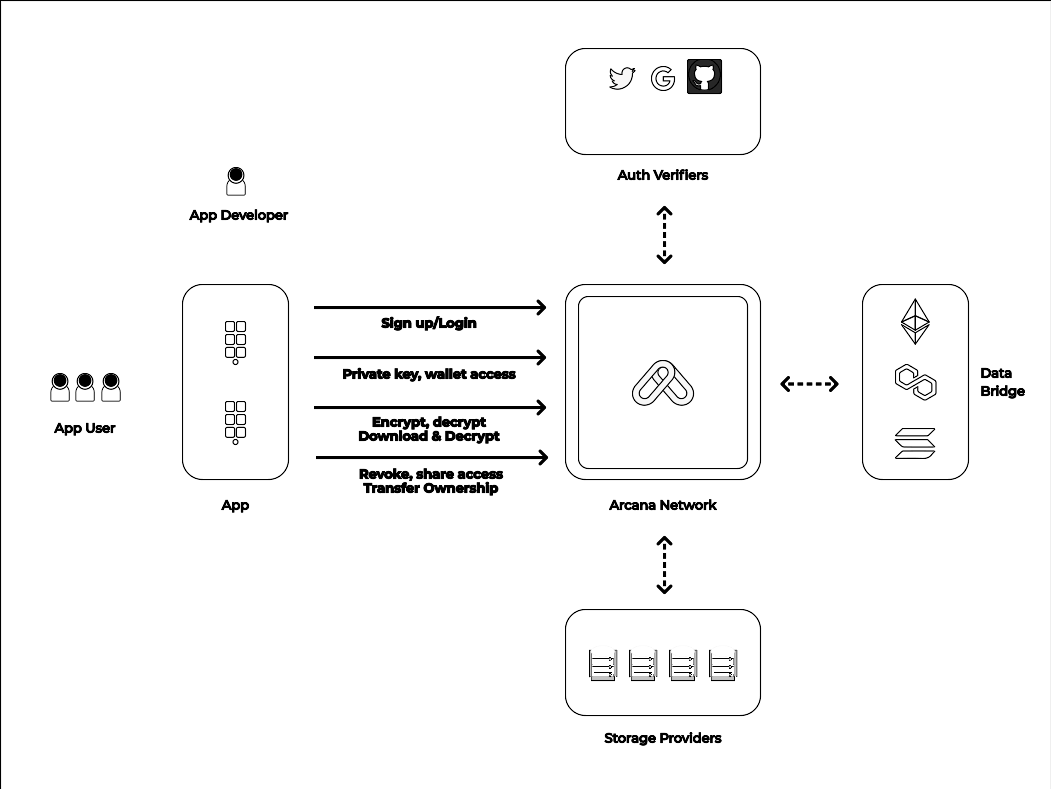 Auth Verifiers
App Developer
Sign up/Login
Private key, wallet access
Encrypt, decrypt
Download & Decrypt
Revoke, share access
Transfer Ownership
App User
App
Arcana Network
Data
Bridge
Storage Providers